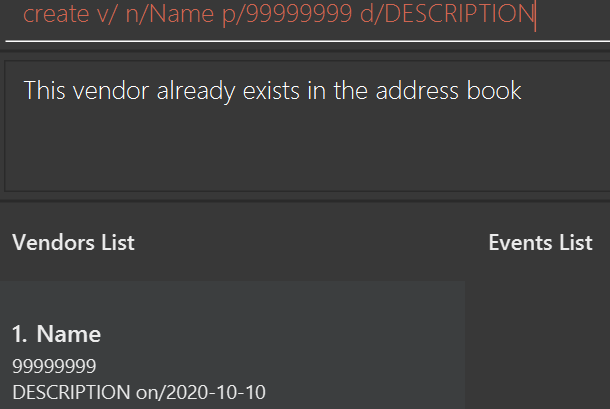 create v/ n/Name p/99999999 d/DESCRIPTION
This vendor already exists in the address book
Vendors List
Events List
1. Name
99999999
DESCRIPTION on/2020-10-10